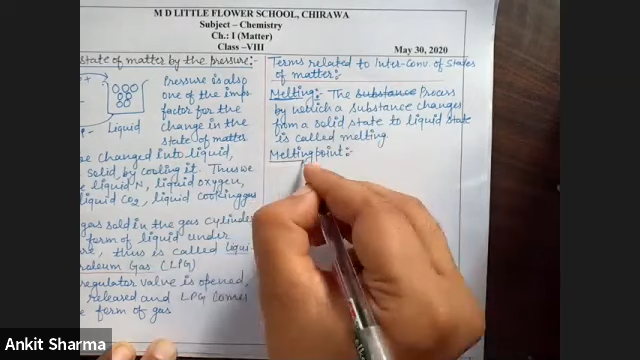 M D LITTLE FLOWER SCHOOL, CHIRAWA
Subject – Chemistry
Ch.: I (Matter)
Class –VIII
May 30, 2020
state of matter by the pressure:-
Liquid
Pressure is also
one of the imps
factor for the
change in the
state of matter
be changed into liquid,
solid by cooling it. Thus we
liquid N, liquid oxygen,
liquid CO2, liquid cooking gas
gas sold in the gas cylinder
form of liquid under
thus is called liqui-
roleum Gas (LPG)
regulator valve is opened,
released and LPG comes
form of gas
Terms related to Inter-Conv. of States
of matter:-
Melting:- The substance Process
by which a substance changes
from a solid state to liquid state
is called melting.
Melting point:-
Ankit Sharma